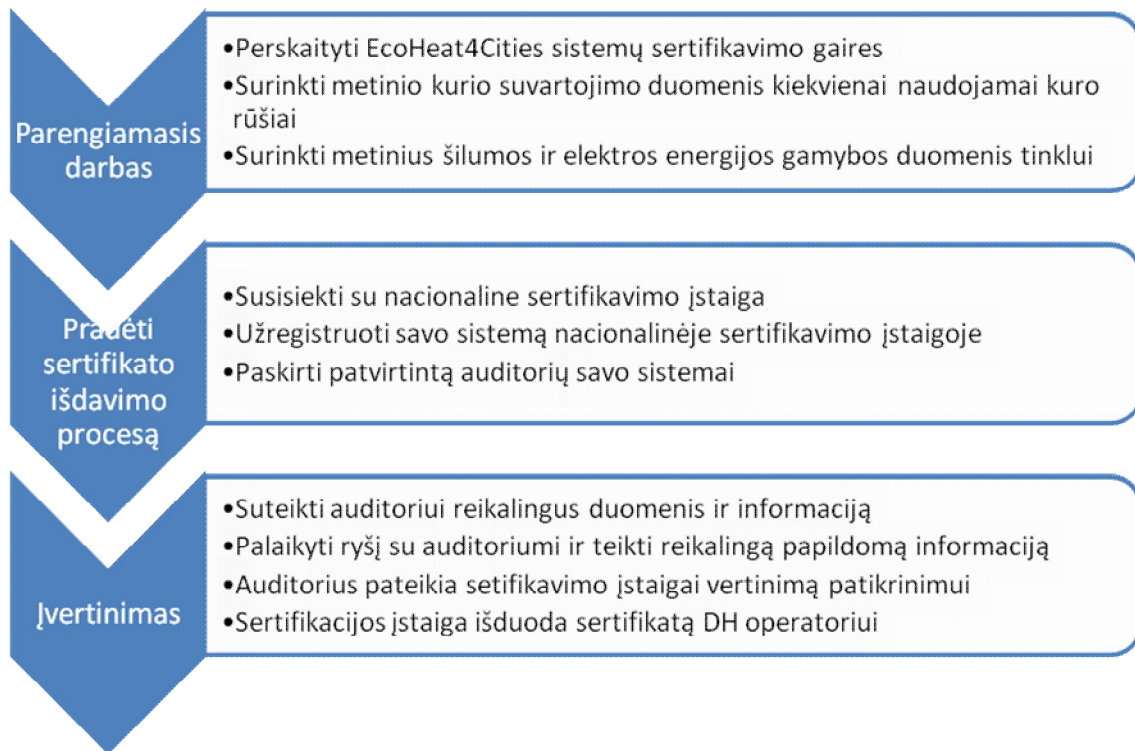 Parengiamasis
darbas
•Perskaityti EcoHeat4Cities sistemų sertifikavimo gaires
•Surinkti metinio kurio suvartojimo duomenis kiekvienai naudojamai kuro
rūšiai
•Surinkti metinius šilumos ir elektros energijos gamybos duomenis tinklui
Pradėti
sertifikato
išdavimo
procesą
•Susisiekti su nacionaline sertifikavimo įstaiga
•Užregistruoti savo sistemą nacionalinėje sertifikavimo įstaigoje
•Paskirti patvirtintą auditorių savo sistemai
Įvertinimas
•Suteikti auditoriui reikalingus duomenis ir informaciją
•Palaikyti ryšį su auditoriumi ir teikti reikalingą papildomą informaciją
•Auditorius pateikia setifikavimo įstaigai vertinimą patikrinimui
•Sertifikacijos įstaiga išduoda sertifikatą DH operatoriui